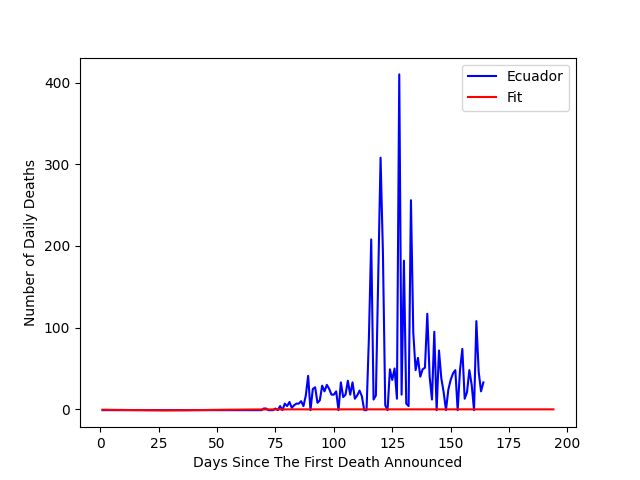 Ecuador
Fit
400
300
200
100
0
Number of Daily Deaths
0 25 50 75 100 125 150 175 200
Days Since The First Death Announced